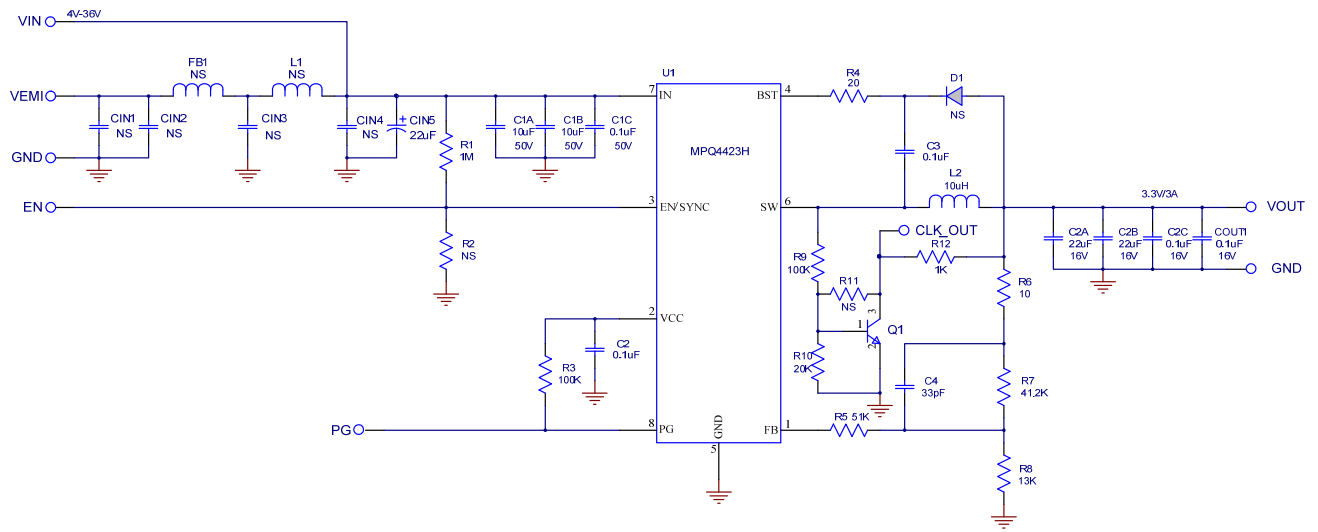 VIN
4V-36V
VEMI
GND
EN
PG
FB1
NS
L1
NS
CIN1
NS
CIN2
NS
CIN3
NS
CIN4
NS
CIN5
22uF
+
R1
1M
R2
NS
C1A
10uF
50V
C1B
10uF
50V
C1C
0.1uF
50V
C2
0.1uF
R3
100K
U1
MPQ4423H
7
IN
3
EN/SYNC
2
VCC
8
PG
GND
5
BST
4
SW
6
FB
1
R4
20
D1
NS
C3
0.1uF
L2
10uH
CLK_OUT
R9
100K
R11
NS
R12
1K
R10
20K
Q1
1
2
3
R6
10
C4
33pF
R7
41.2K
R5 51K
R8
13K
3.3V/3A
VOUT
GND
C2A
22uF
16V
C2B
22uF
16V
C2C
0.1uF
16V
COUT1
0.1uF
16V